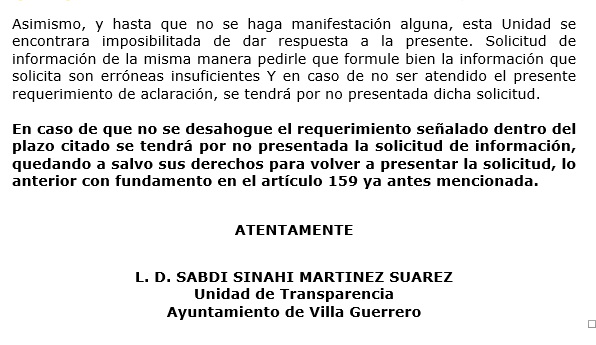 Asimismo, y hasta que no se haga manifestación alguna, esta Unidad se
encontrara imposibilitada de dar respuesta a la presente. Solicitud de
información de la misma manera pedirle que formule bien la información que
solicita son erróneas insuficientes Y en caso de no ser atendido el presente
requerimiento de aclaración, se tendrá por no presentada dicha solicitud.
En caso de que no se desahogue el requerimiento señalado dentro del
plazo citado se tendrá por no presentada la solicitud de información,
quedando a salvo sus derechos para volver a presentar la solicitud, lo
anterior con fundamento en el artículo 159 ya antes mencionada.
ATENTAMENTE
L. D. SABDI SINAHI MARTINEZ SUAREZ
Unidad de Transparencia
Ayuntamiento de Villa Guerrero